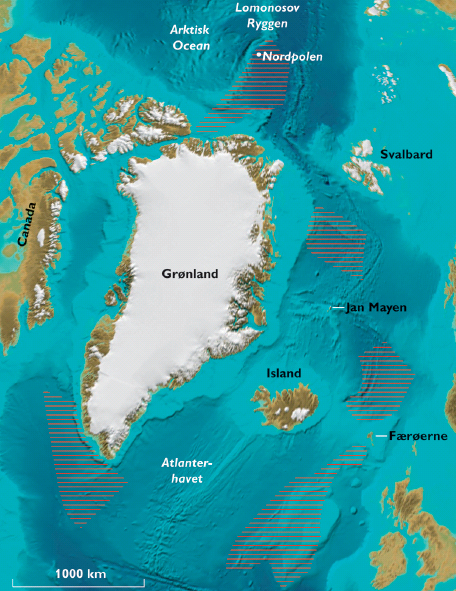 Lomonosov
Ryggen
Arktisk
Ocean
Nordpolen
Svalbard
Canada
Grønland
Jan Mayen
Island
Færøerne
Atlanter-
havet
1000 km